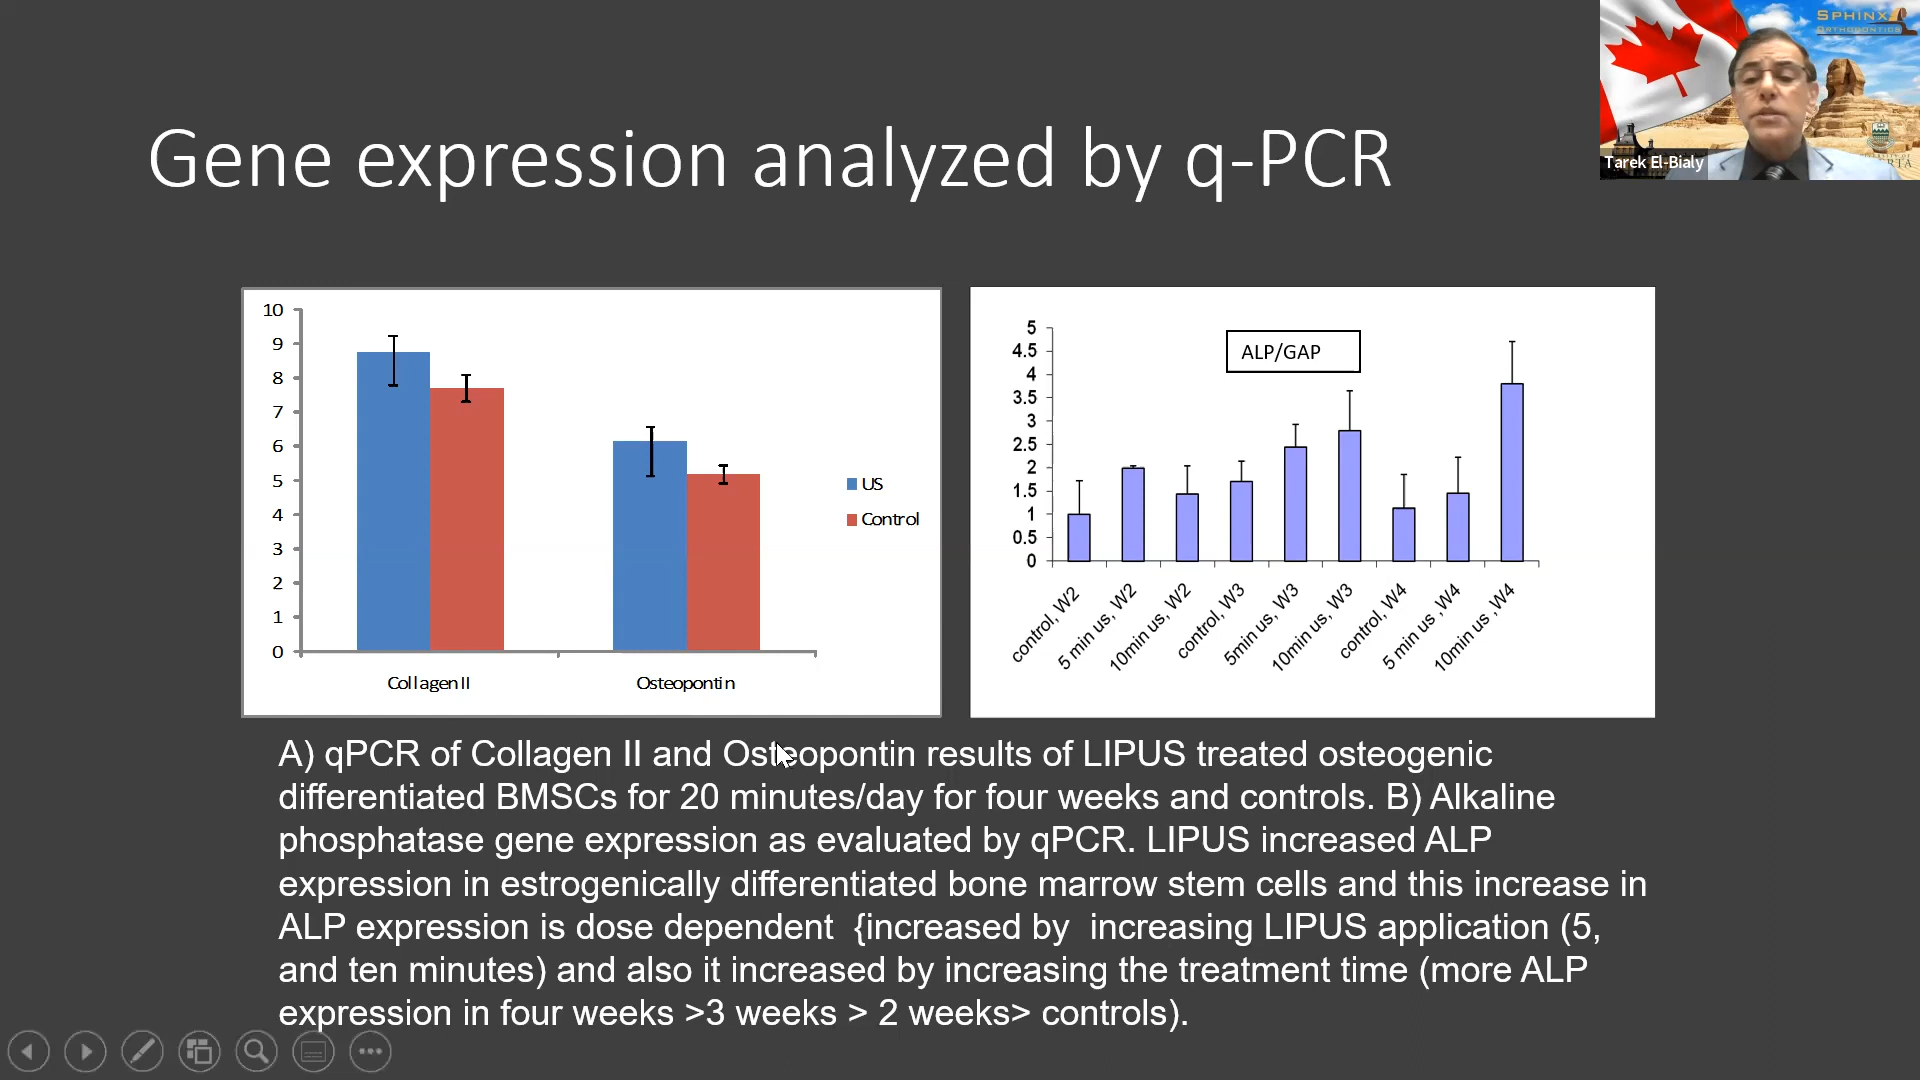 SPHINX
ORTHODONTICS
Tarek El-Bialy
Gene expression analyzed by q-PCR
10
9
8
7
6
5
4
3
2
1
0
Collagen II
Osteopontin
US
Control
ALP/GAP
5
4.5
4
3.5
3
2.5
2
1.5
1
0.5
0
control, W2
5 min us, W2
10min us, W2
control, W3
5min us, W3
10min us, W3
control, W4
5 min us ,W4
10min us ,W4
A) qPCR of Collagen II and Osteopontin results of LIPUS treated osteogenic
differentiated BMSCs for 20 minutes/day for four weeks and controls. B) Alkaline
phosphatase gene expression as evaluated by qPCR. LIPUS increased ALP
expression in estrogenically differentiated bone marrow stem cells and this increase in
ALP expression is dose dependent  {increased by  increasing LIPUS application (5,
and ten minutes) and also it increased by increasing the treatment time (more ALP
expression in four weeks >3 weeks > 2 weeks> controls).